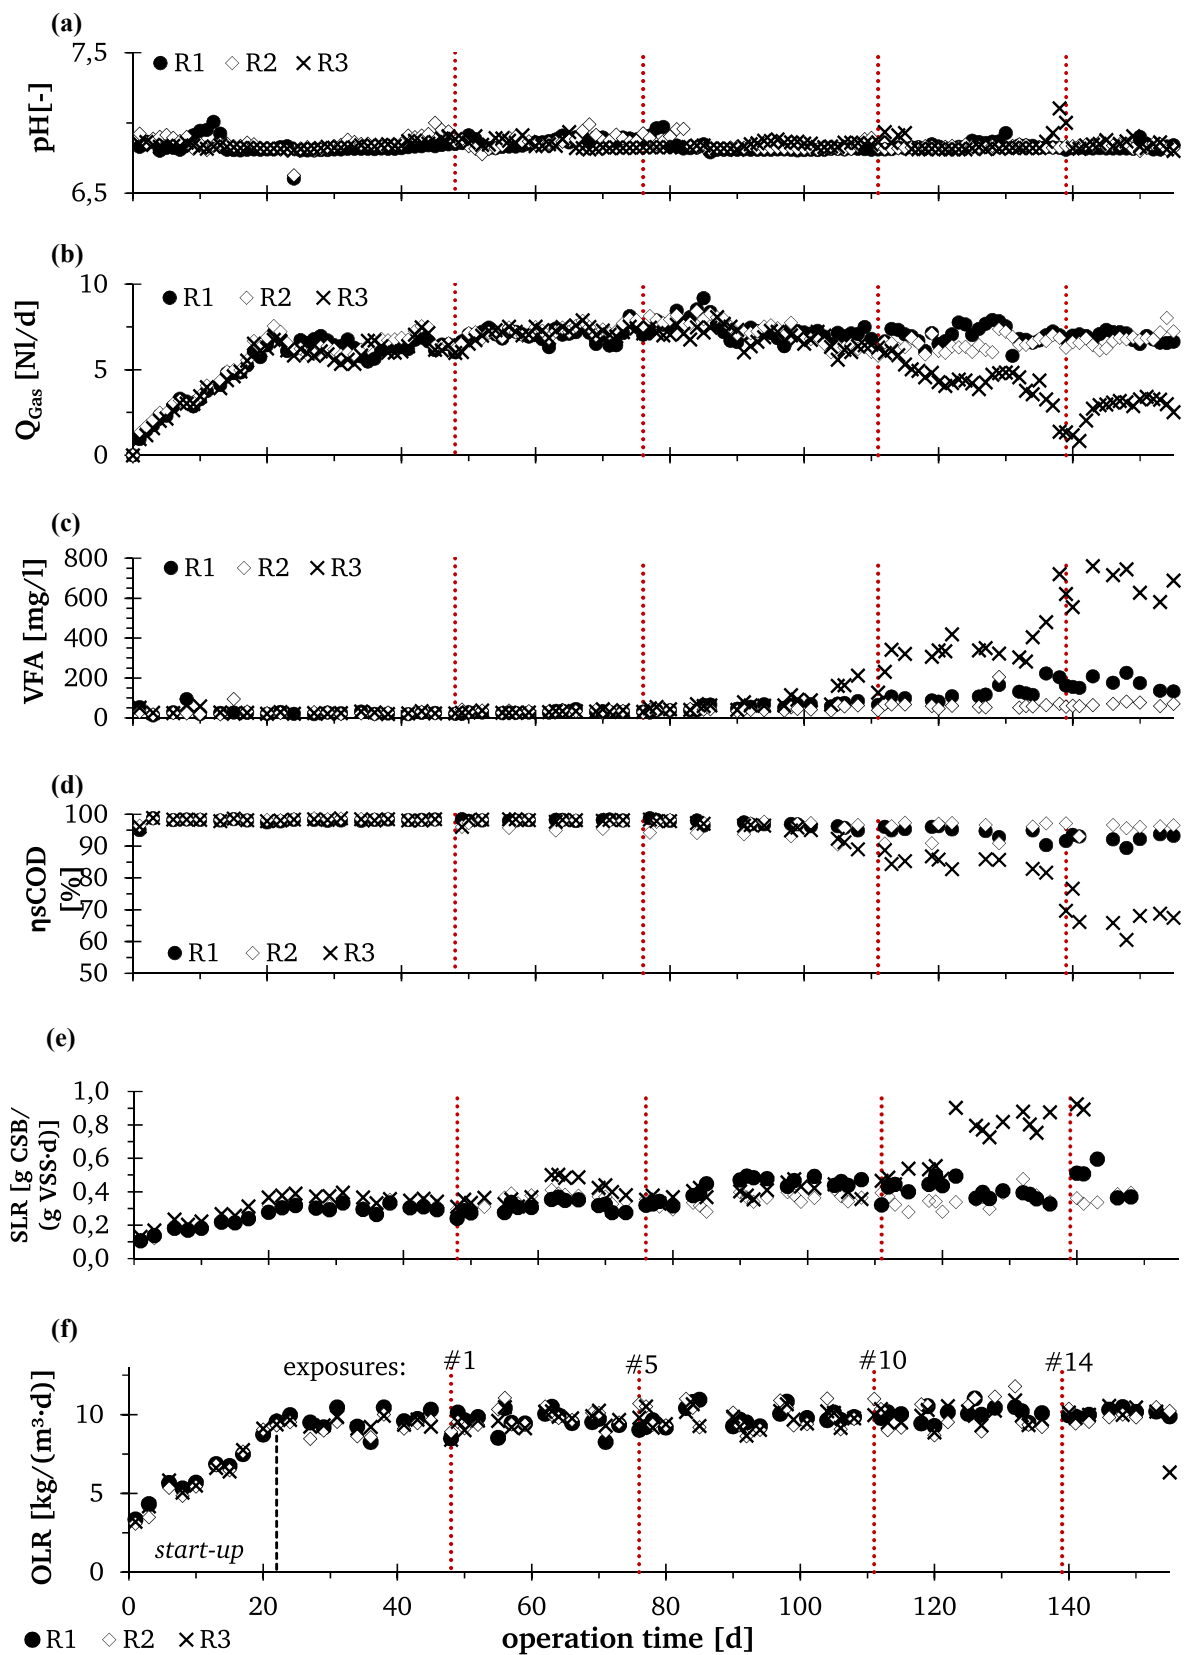 (a)
7,5
R1 R2 R3
pH[-]
6,5
(b)
10
R1 R2 R3
QGas [Nl/d]
5
0
(c)
800
R1 R2 R3
600
VFA [mg/l]
400
200
0
(d)
100
90
ηsCOD
[%]
80
70
60
R1 R2 R3
50
(e)
1,0
0,8
SLR [g CSB/
(g VSS·d)]
0,6
0,4
0,2
0,0
(f)
exposures: #1 #5 #10 #14
10
OLR [kg/(m³·d)]
5
start-up
0
0 20 40 60 80 100 120 140
R1 R2 R3 operation time [d]